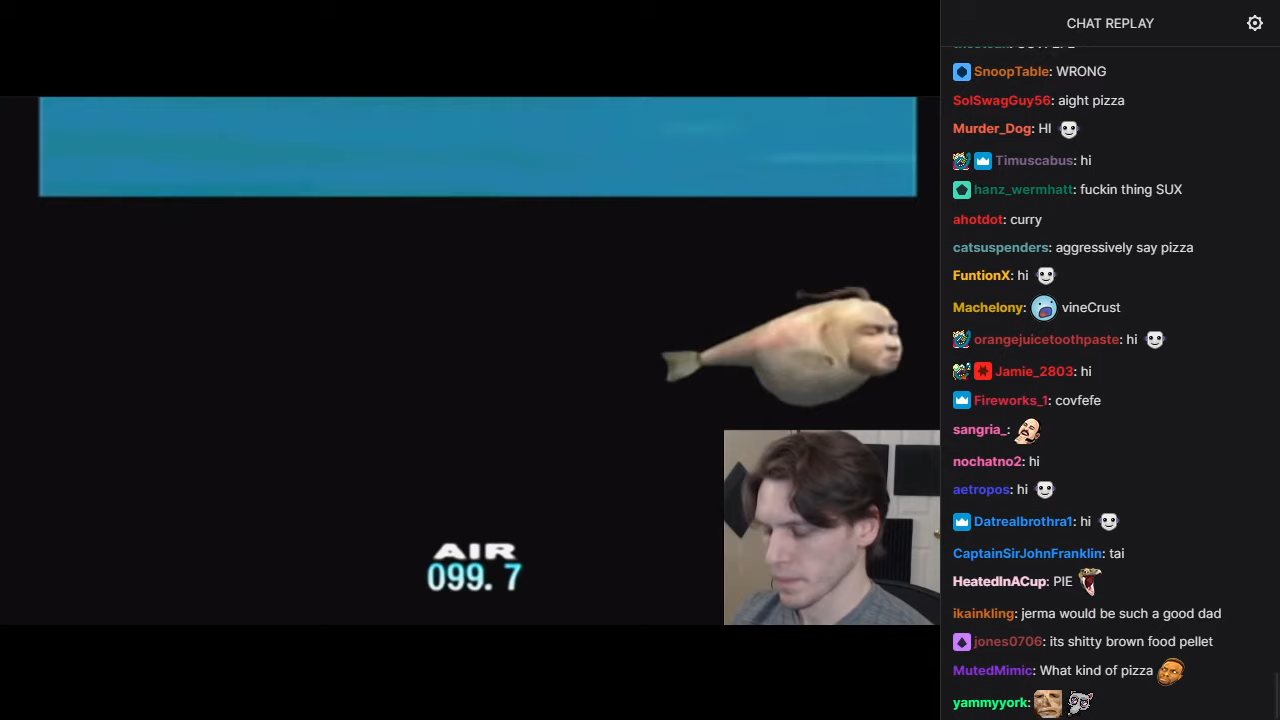 CHAT REPLAY
SnoopTable: WRONG
SolSwagGuy56: aight pizza
Murder_Dog: HI
Timuscabus: hi
hanz_wermhatt: fuckin thing SUX
ahotdot: curry
catsuspenders: aggressively say pizza
FuntionX: hi
Machelony: vineCrust
orangejuicetoothpaste: hi
Jamie_2803: hi
Fireworks_1: covfefe
sangria_:
nochatno2: hi
aetropos: hi
Datrealbrothra1: hi
CaptainSirJohnFranklin: tai
HeatedInACup: PIE
ikainkling: jerma would be such a good dad
jones0706: its shitty brown food pellet
MutedMimic: What kind of pizza
yammyyork:
AIR
099. 7